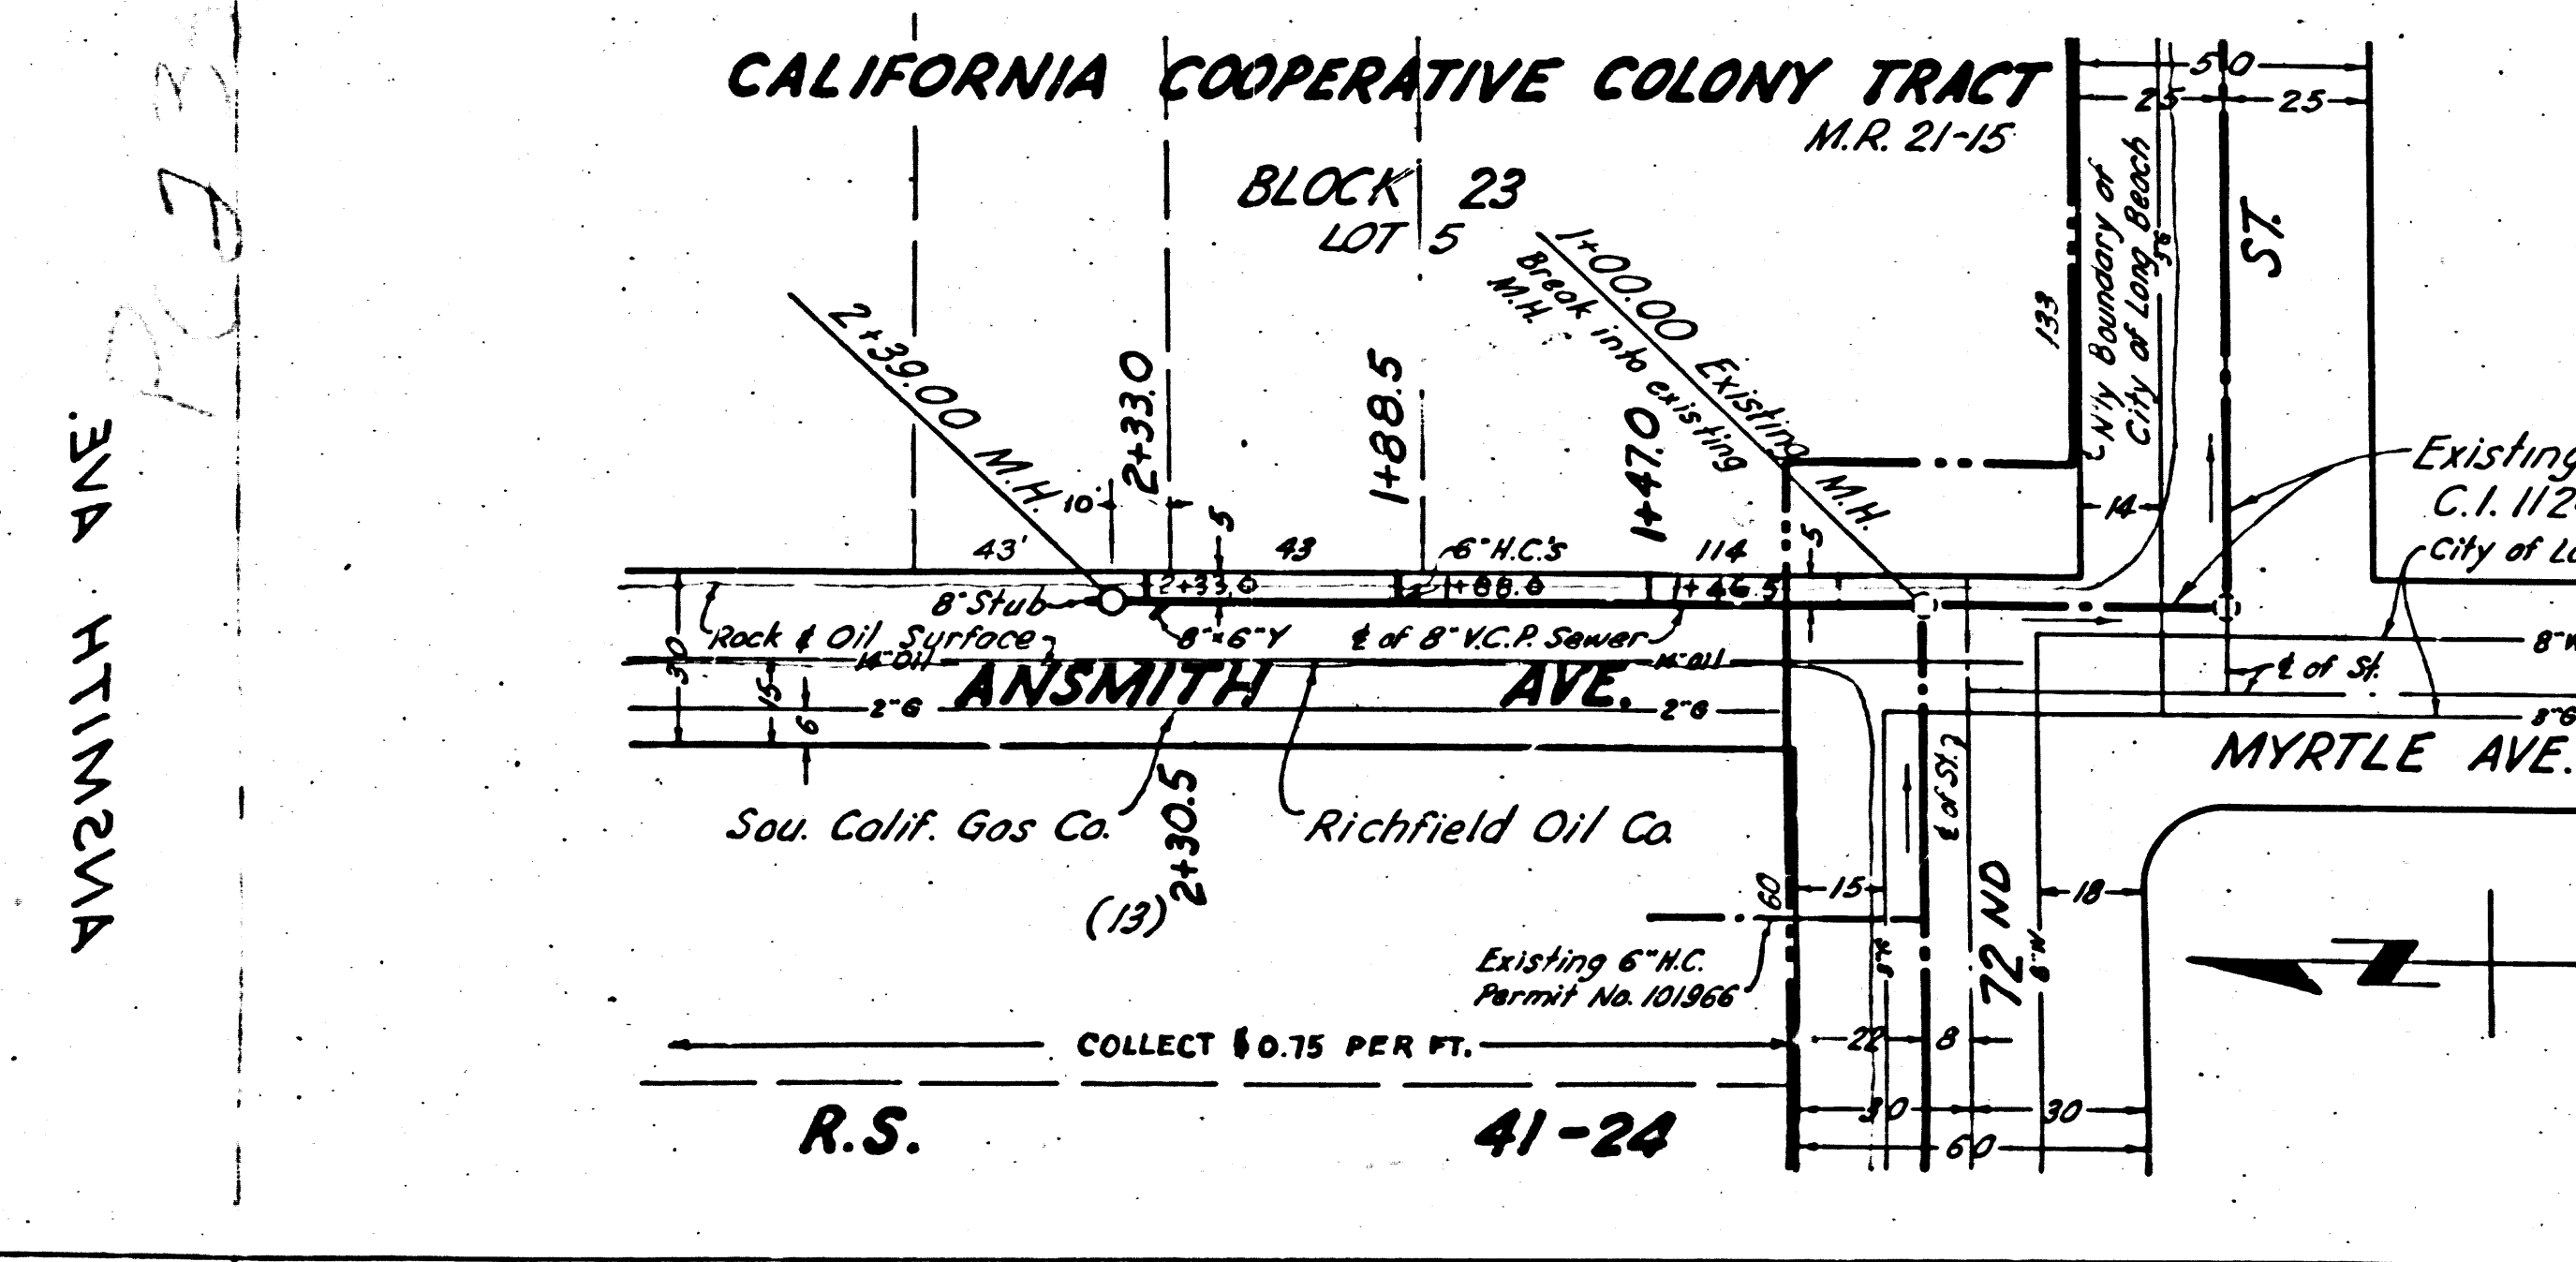 CALIFORNIA COOPERATIVE COLONY TRACT
M.R. 21-15
BLOCK 23
LOT 5
50
25 25
N'ly Boundary of
City of Long Beach
56
ST.
133
2+39.00 M.H.
2+33.0
1+88.5
1+47.0
1+00.00 Existing M.H.
Break into existing
M.H.
10'
5
43'
43
6" H.C.'s
114
5
14
Existing
C.I. 112
City of Lo
2+33.0
1+88.0
1+46.5
8" Stub
Rock & Oil Surface
8"x6"Y
℄ of 8" V.C.P. Sewer
14" Oil
14" Oil
30
15
6
ANSMITH AVE.
2"G
2"G
8"W
℄ of St.
8"G
MYRTLE AVE.
℄ of St.
Sou. Calif. Gas Co.
2+30.5
Richfield Oil Co.
(13)
60
15
18
72 ND
8"W
Existing 6" H.C.
Permit No. 101966
COLLECT $0.75 PER FT.
22
8
30
30
60
R.S. 41-24
N
ANSMITH AVE.